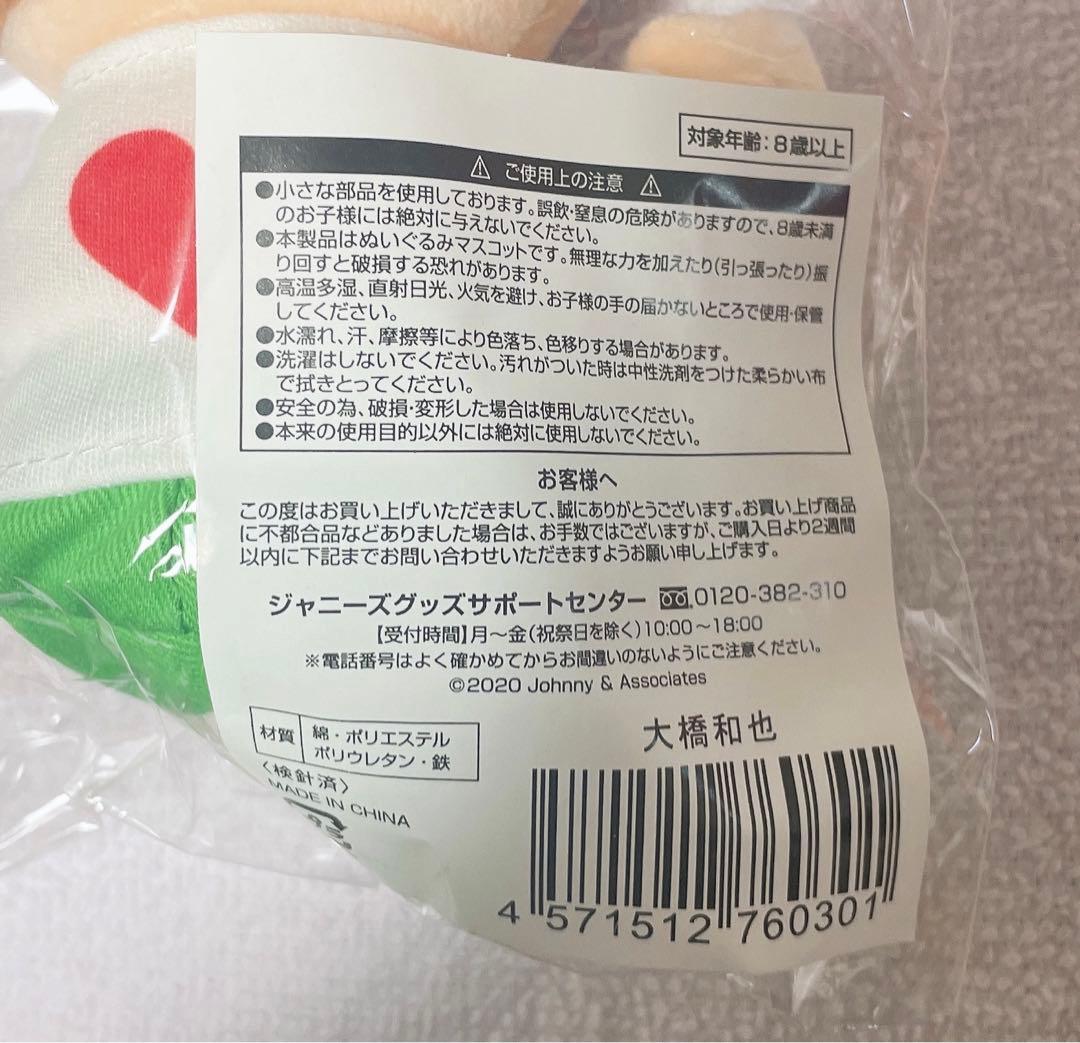 対象年齢:8歳以上
⚠ ご使用上の注意 ⚠
●小さな部品を使用しております。誤飲・窒息の危険がありますので、8歳未満
のお子様には絶対に与えないでください。
●本製品はぬいぐるみマスコットです。無理な力を加えたり(引っ張ったり)振
り回すと破損する恐れがあります。
●高温多湿、直射日光、火気を避け、お子様の手の届かないところで使用・保管
してください。
●水濡れ、汗、摩擦等により色落ち、色移りする場合があります。
●洗濯はしないでください。汚れがついた時は中性洗剤をつけた柔らかい布
で拭きとってください。
●安全の為、破損・変形した場合は使用しないでください。
●本来の使用目的以外には絶対に使用しないでください。
お客様へ
この度はお買い上げいただきまして、誠にありがとうございます。お買い上げ商品
に不都合品などありました場合は、お手数ではございますが、ご購入日より2週間
以内に下記までお問い合わせいただきますようお願い申し上げます。
ジャニーズグッズサポートセンター 0120-382-310
【受付時間】月〜金(祝祭日を除く)10:00〜18:00
※電話番号はよく確かめてからお間違いのないようにご注意ください。
©2020 Johnny & Associates
材質 綿・ポリエステル
ポリウレタン・鉄
〈検針済〉
MADE IN CHINA
大橋和也
4 571512 760301